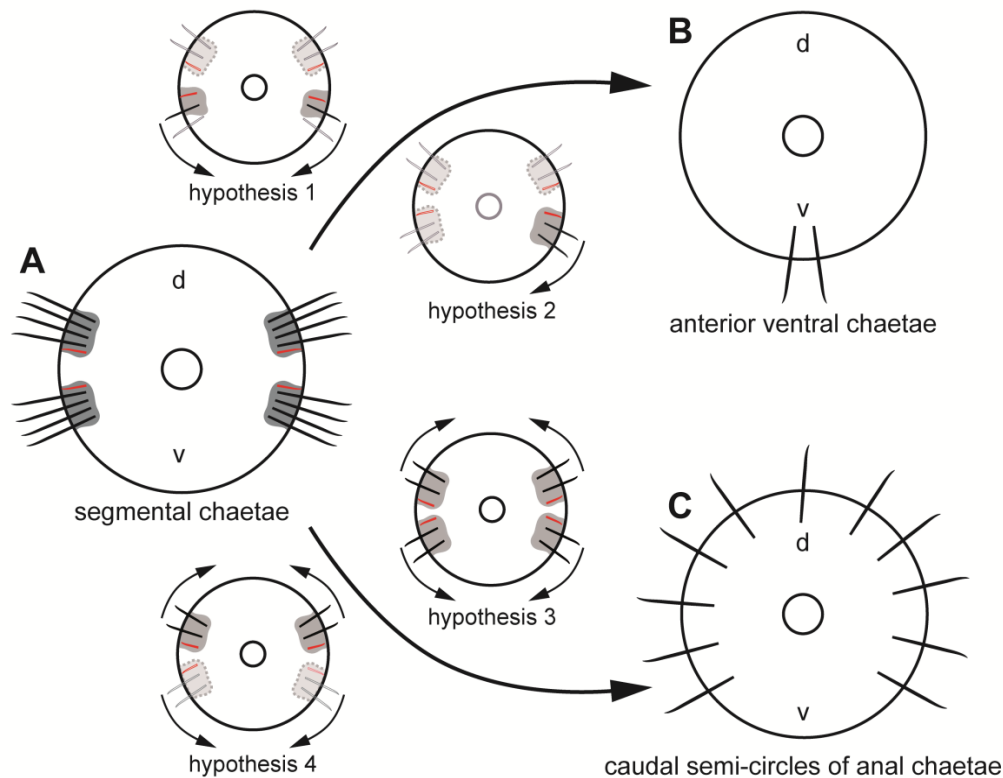 B
d
hypothesis 1
v
A
d
hypothesis 2
anterior ventral chaetae
v
segmental chaetae
C
d
hypothesis 3
v
hypothesis 4
caudal semi-circles of anal chaetae